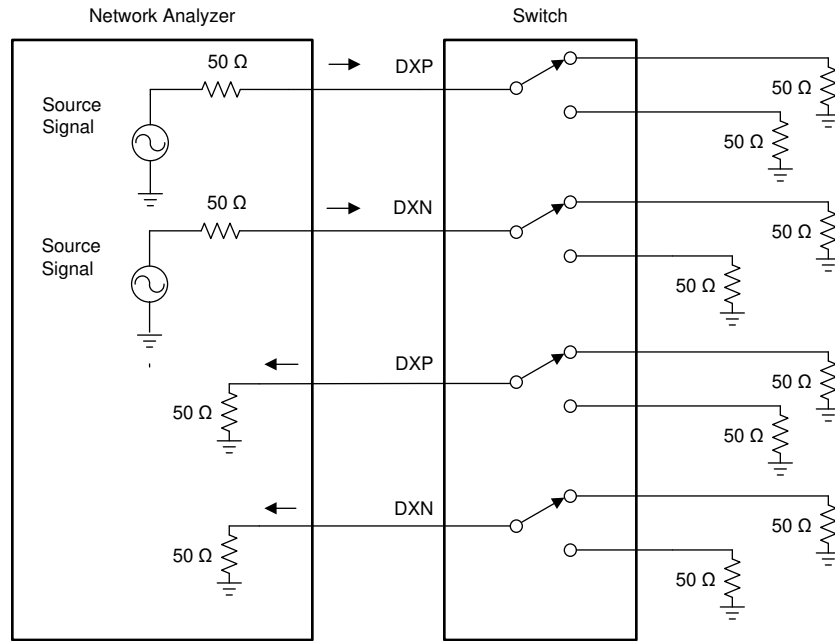 Network Analyzer
Switch
50 Ω
DXP
50 Ω
Source
Signal
50 Ω
50 Ω
DXN
50 Ω
Source
Signal
50 Ω
DXP
50 Ω
50 Ω
50 Ω
DXN
50 Ω
50 Ω
50 Ω